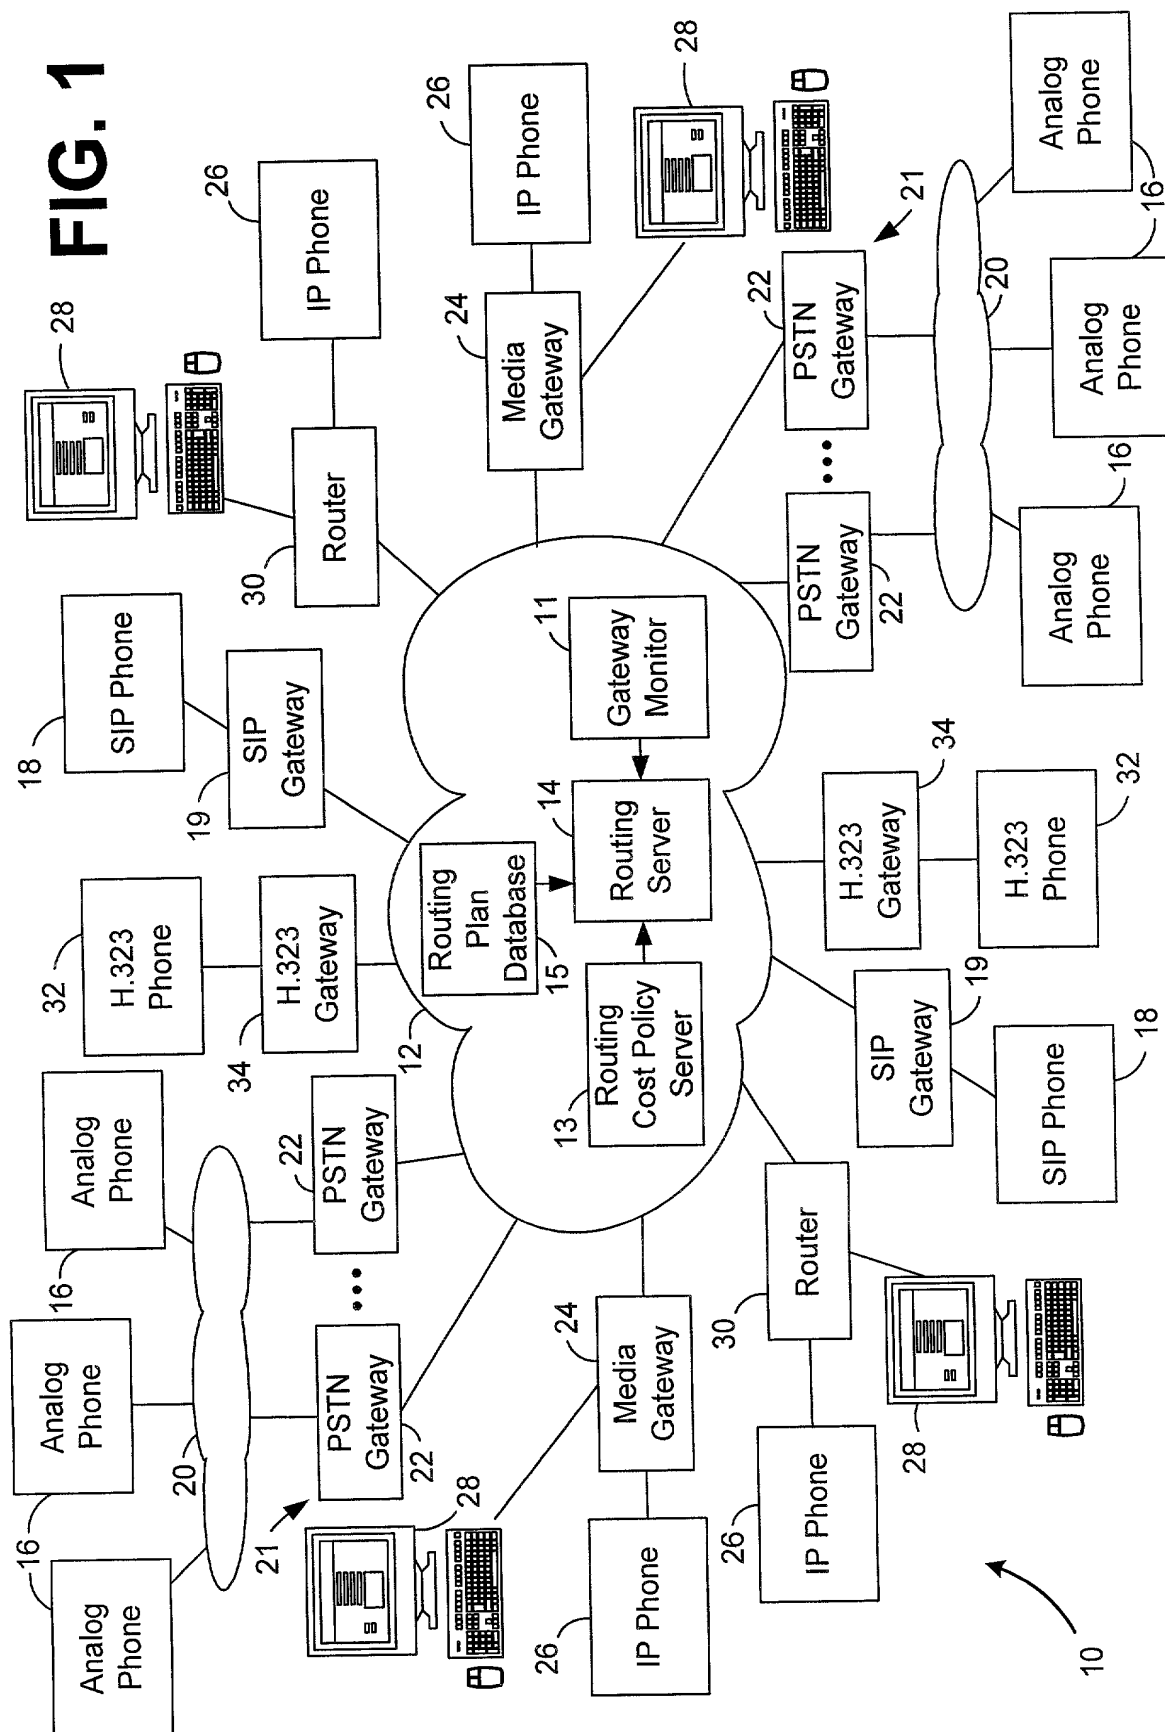 FIG. 1
Analog
Phone
16
Analog
Phone
16
Analog
Phone
16
20
21
PSTN
Gateway
22
PSTN
Gateway
22
32
H.323
Phone
34
H.323
Gateway
18
SIP Phone
19
SIP
Gateway
28
30
Router
26
IP Phone
28
12
Routing
Plan
Database
15
24
Media
Gateway
26
IP Phone
24
Media
Gateway
26
IP Phone
13
Routing
Cost Policy
Server
14
Routing
Server
11
Gateway
Monitor
28
30
Router
26
IP Phone
28
19
SIP
Gateway
18
SIP Phone
34
H.323
Gateway
32
H.323
Phone
22
PSTN
Gateway
22
PSTN
Gateway
21
20
16
Analog
Phone
Analog
Phone
16
Analog
Phone
10